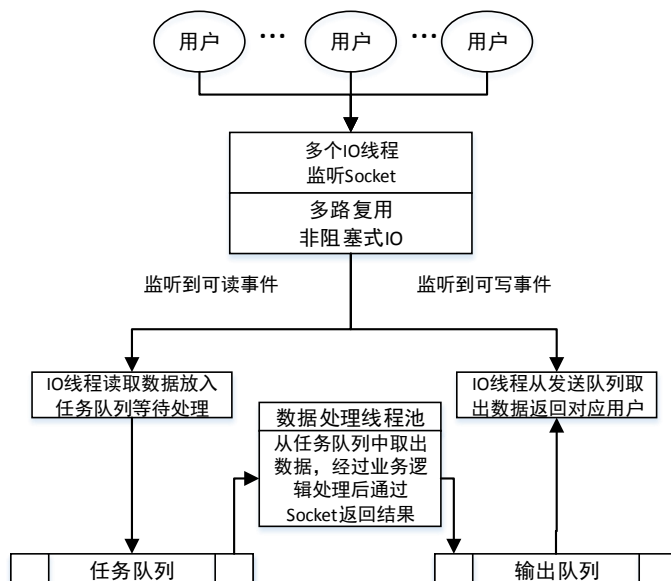 用户 … 用户 … 用户
多个IO线程
监听Socket
多路复用
非阻塞式IO
监听到可读事件 监听到可写事件
IO线程读取数据放入
任务队列等待处理
IO线程从发送队列取
出数据返回对应用户
数据处理线程池
从任务队列中取出
数据，经过业务逻
辑处理后通过
Socket返回结果
任务队列 输出队列